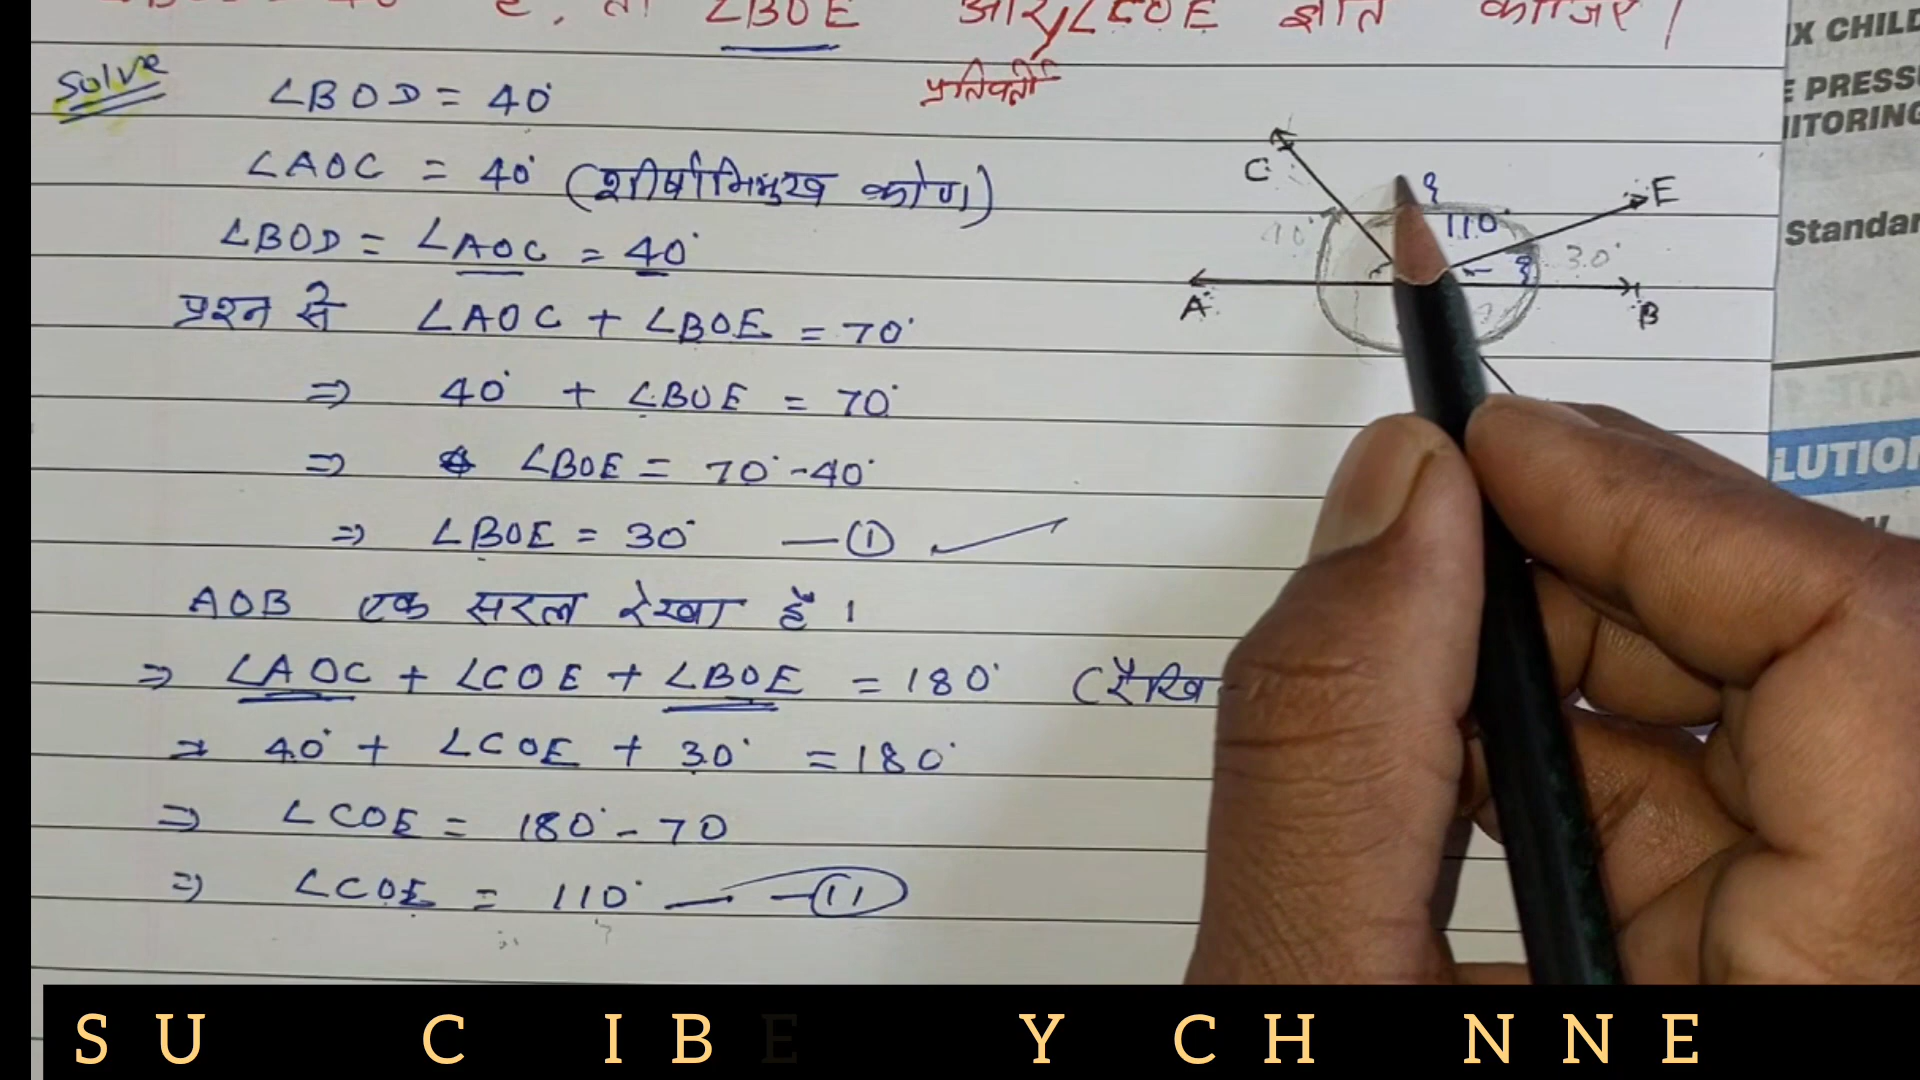 ∠BOE और ∠COE ज्ञात कीजिए।
प्रतिवर्ती
Solve
∠BOD = 40°
∠AOC = 40° (शीर्षाभिमुख कोण)
∠BOD = ∠AOC = 40°
प्रश्न से ∠AOC + ∠BOE = 70°
⇒ 40° + ∠BOE = 70°
⇒ ∠BOE = 70° - 40°
⇒ ∠BOE = 30° — (1)
AOB एक सरल रेखा है।
⇒ ∠AOC + ∠COE + ∠BOE = 180° (रैखि
⇒ 40° + ∠COE + 30° = 180°
⇒ ∠COE = 180° - 70
⇒ ∠COE = 110° — (11)
C
E
110°
40°
30°
A
B
X CHILD
E PRESSU
ITORING
Standar
LUTION
S U C I B E Y C H N N E